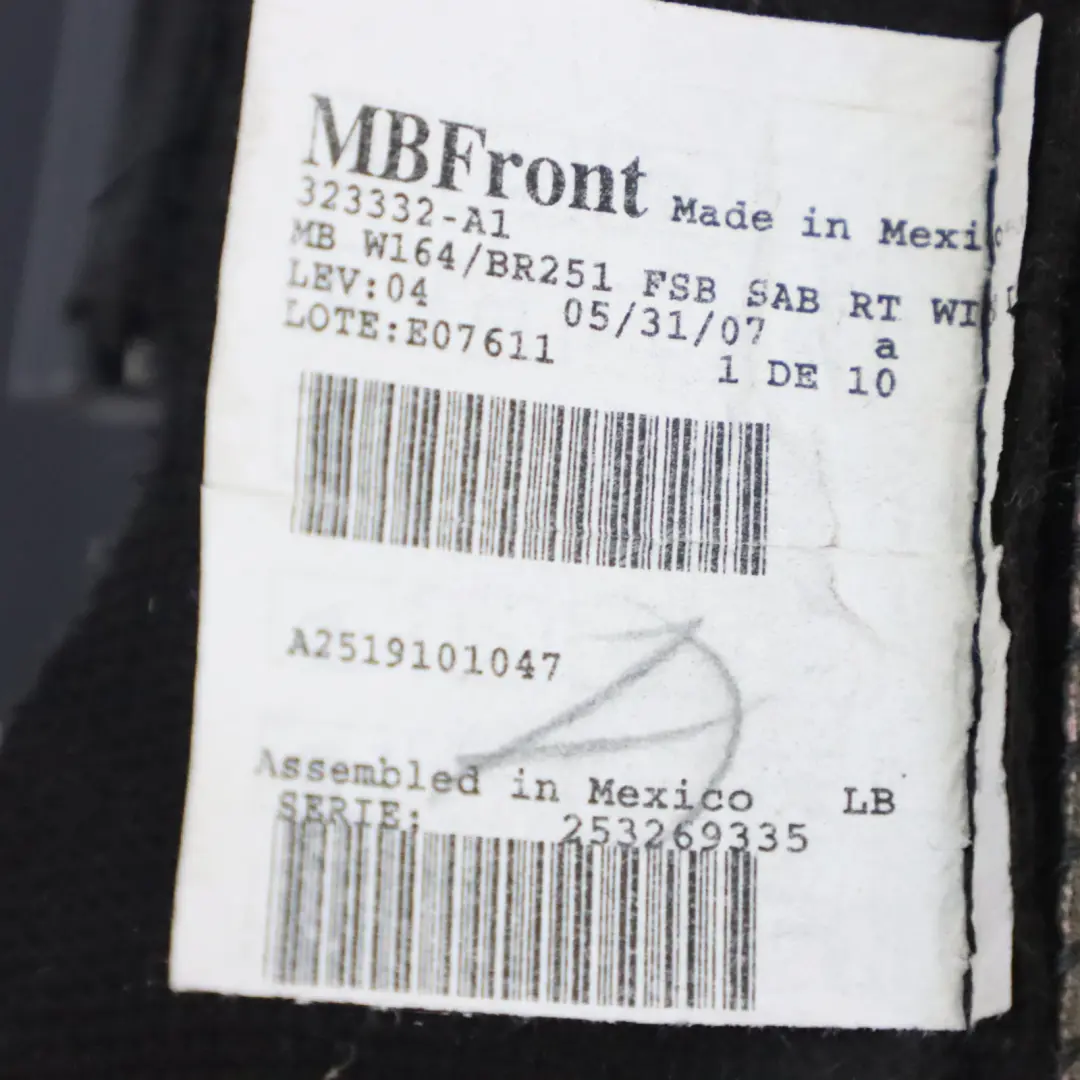 MBFront Made in Mexi
323332-A1
MB W164/BR251 FSB SAB RT WI
LEV:04 05/31/07 a
LOTE:E07611 1 DE 10
A2519101047
Assembled in Mexico LB
SERIE: 253269335